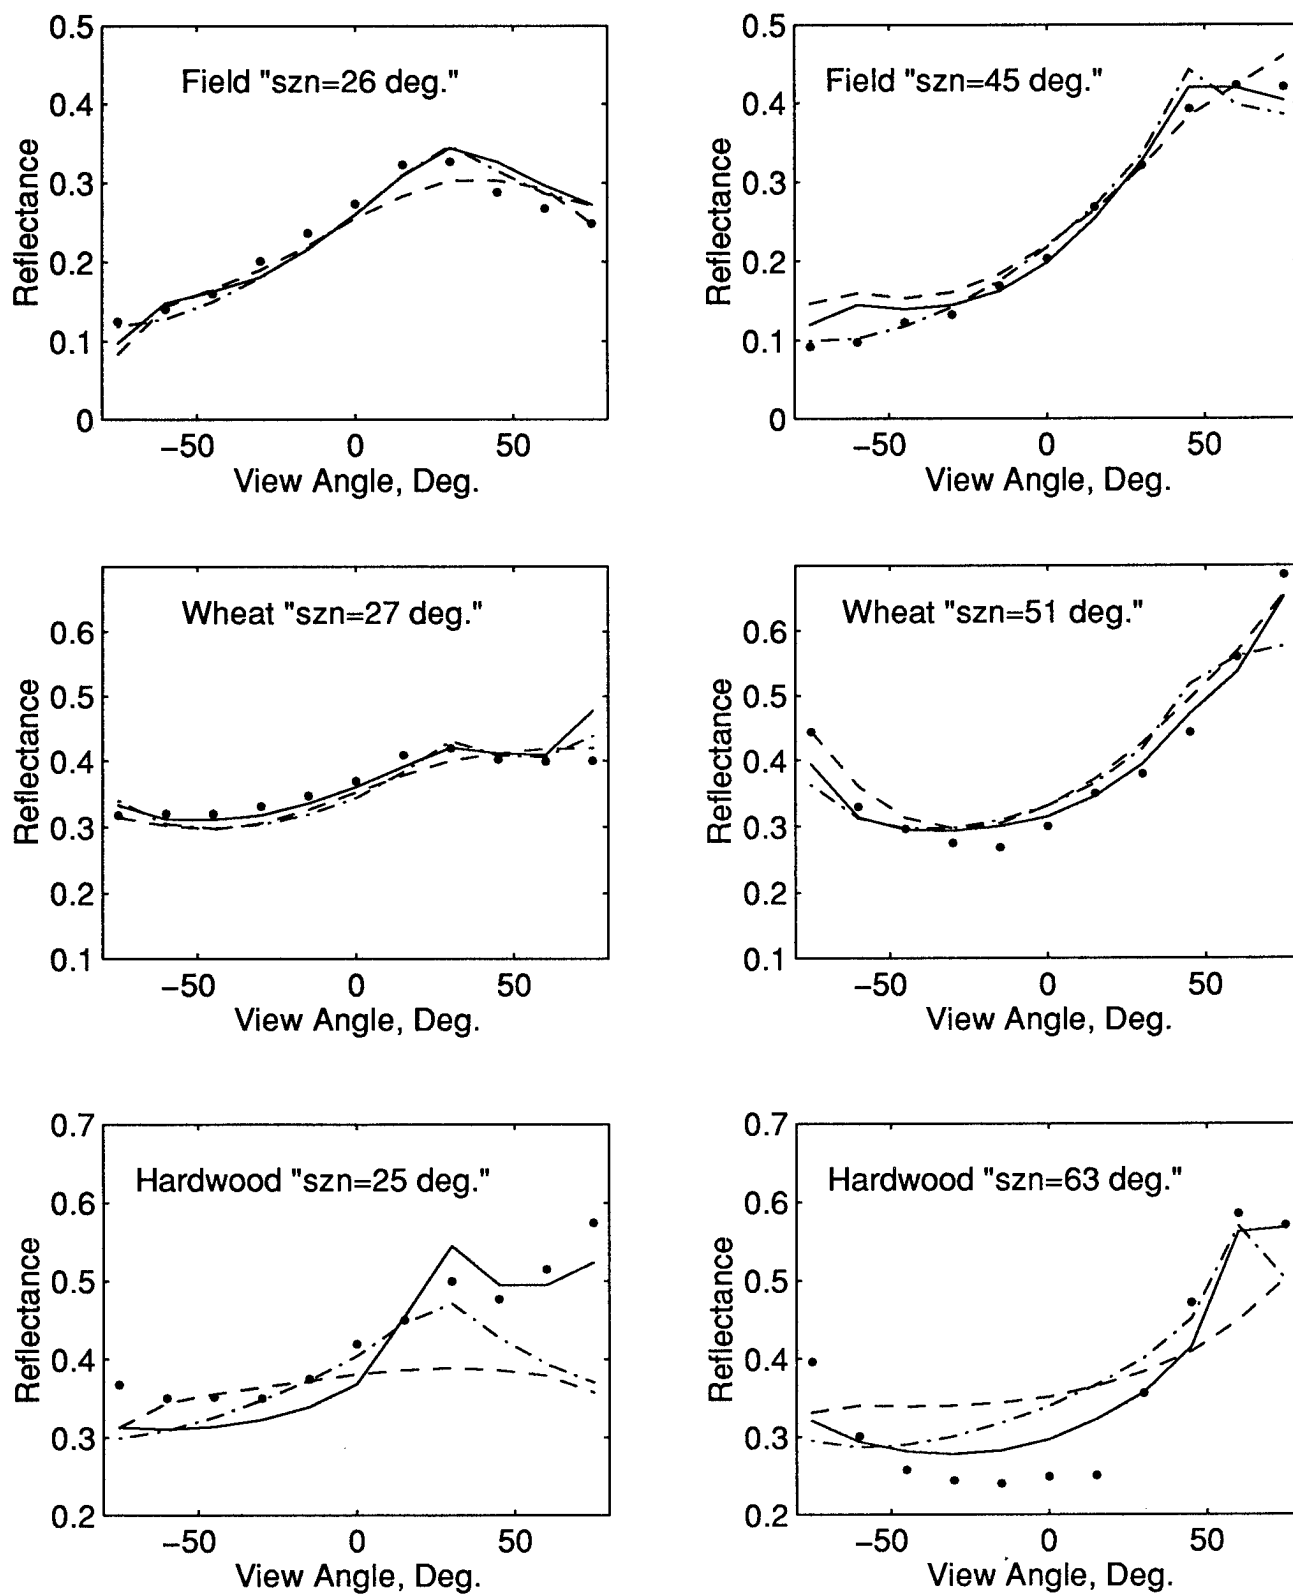 0.5
0.4
0.3
0.2
0.1
0
Reflectance
Field "szn=26 deg."
−50 0 50
View Angle, Deg.
0.5
0.4
0.3
0.2
0.1
0
Reflectance
Field "szn=45 deg."
−50 0 50
View Angle, Deg.
0.6
0.5
0.4
0.3
0.2
0.1
Reflectance
Wheat "szn=27 deg."
−50 0 50
View Angle, Deg.
0.6
0.5
0.4
0.3
0.2
0.1
Reflectance
Wheat "szn=51 deg."
−50 0 50
View Angle, Deg.
0.7
0.6
0.5
0.4
0.3
0.2
Reflectance
Hardwood "szn=25 deg."
−50 0 50
View Angle, Deg.
0.7
0.6
0.5
0.4
0.3
0.2
Reflectance
Hardwood "szn=63 deg."
−50 0 50
View Angle, Deg.